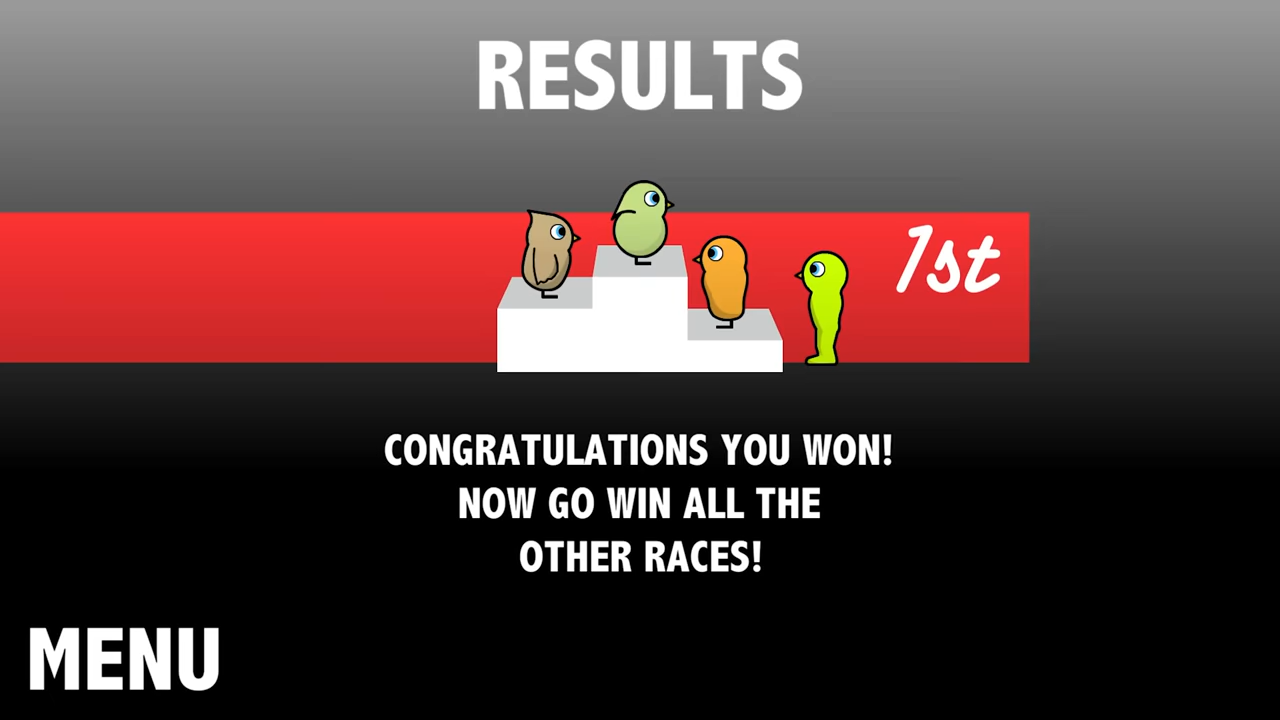 RESULTS
1st
CONGRATULATIONS YOU WON!
NOW GO WIN ALL THE
OTHER RACES!
MENU